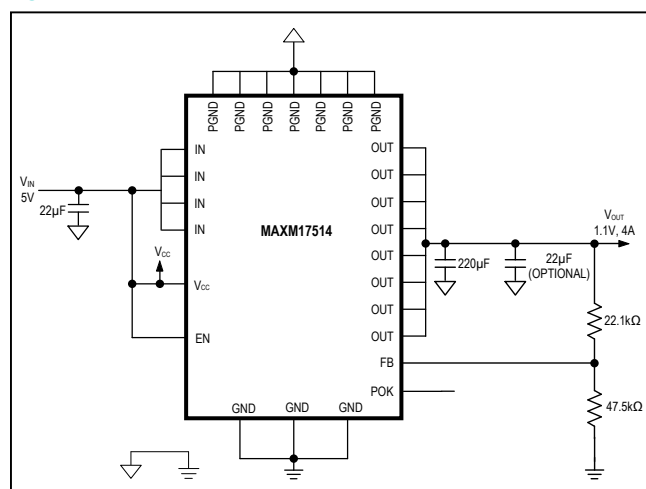 PGND PGND PGND PGND PGND PGND PGND
IN
IN
IN
IN
VIN
5V
22µF
MAXM17514
VCC
VCC
EN
OUT
OUT
OUT
OUT
OUT
OUT
OUT
OUT
FB
POK
GND GND GND
VOUT
1.1V, 4A
220µF
22µF
(OPTIONAL)
22.1kΩ
47.5kΩ